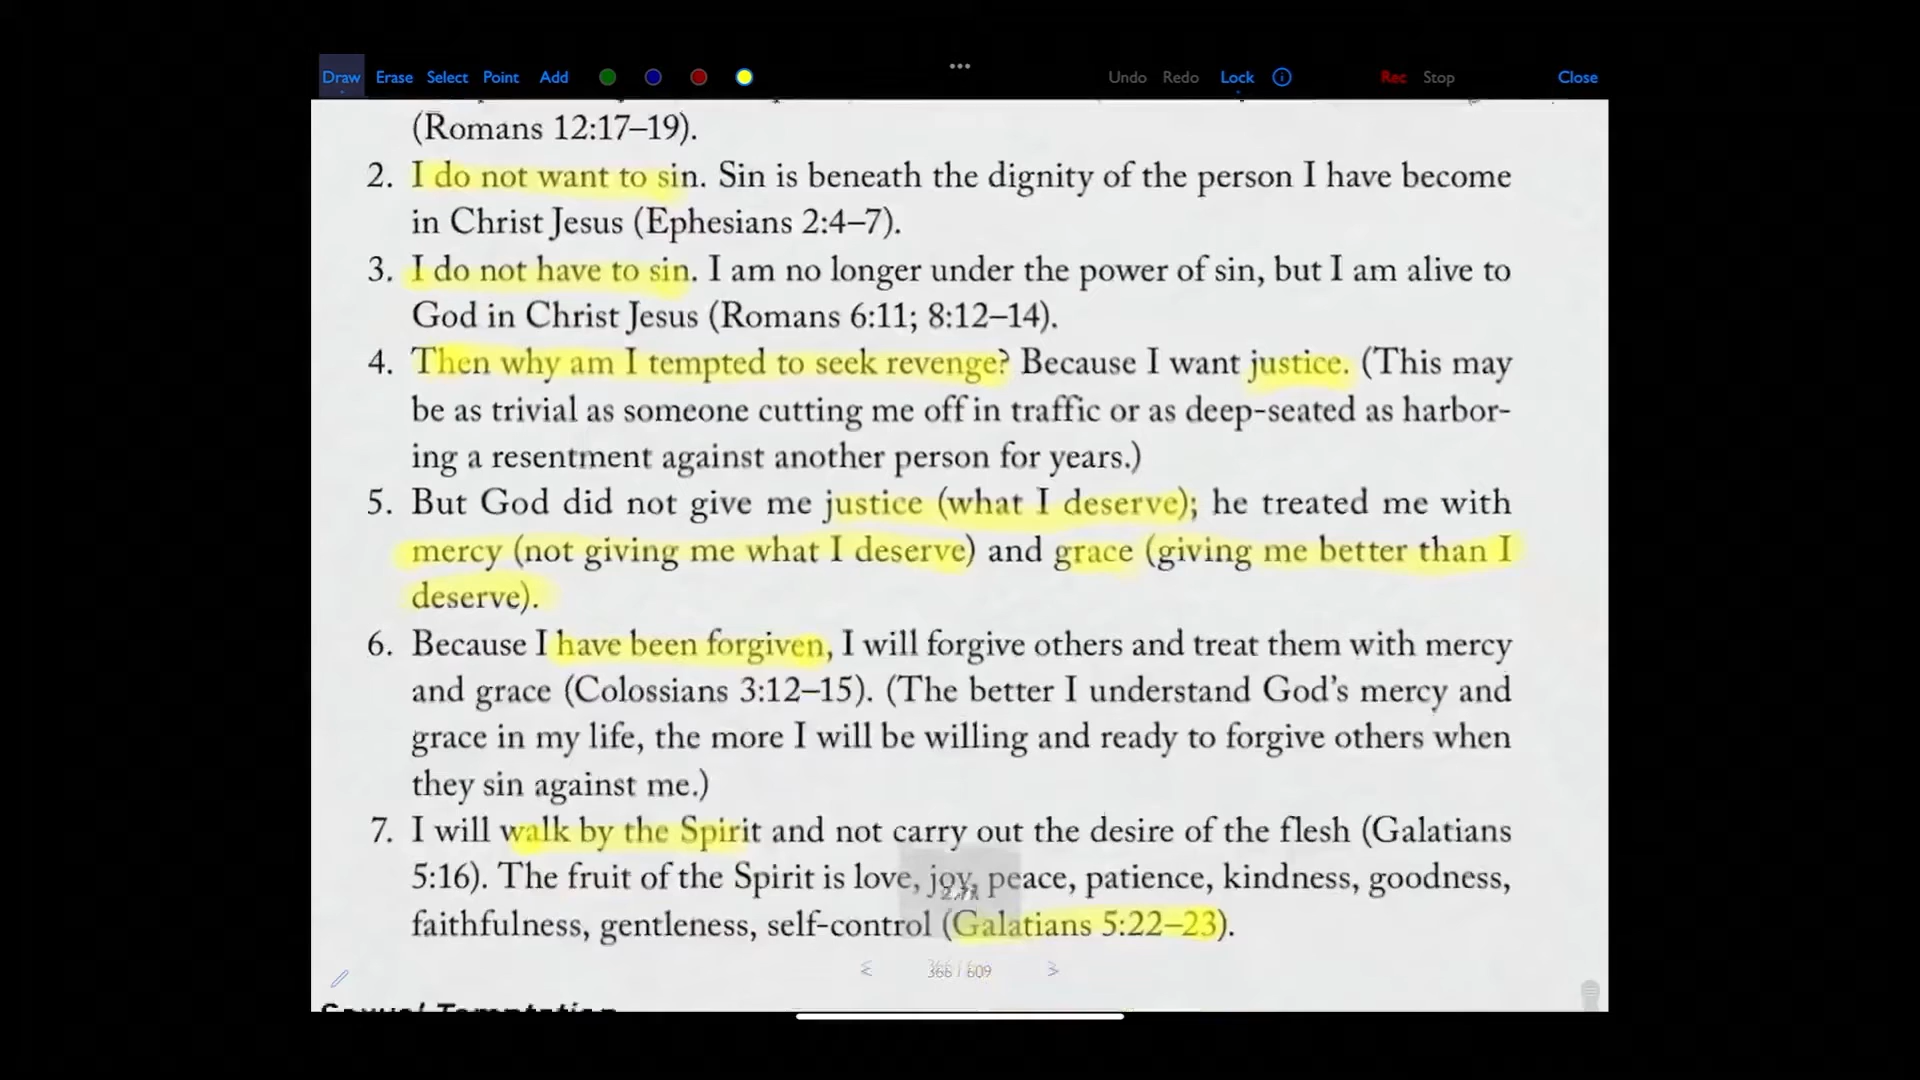 Draw Erase Select Point Add ••• Undo Redo Lock Rec Stop Close
(Romans 12:17–19).
2. I do not want to sin. Sin is beneath the dignity of the person I have become
in Christ Jesus (Ephesians 2:4–7).
3. I do not have to sin. I am no longer under the power of sin, but I am alive to
God in Christ Jesus (Romans 6:11; 8:12–14).
4. Then why am I tempted to seek revenge? Because I want justice. (This may
be as trivial as someone cutting me off in traffic or as deep-seated as harbor-
ing a resentment against another person for years.)
5. But God did not give me justice (what I deserve); he treated me with
mercy (not giving me what I deserve) and grace (giving me better than I
deserve).
6. Because I have been forgiven, I will forgive others and treat them with mercy
and grace (Colossians 3:12–15). (The better I understand God’s mercy and
grace in my life, the more I will be willing and ready to forgive others when
they sin against me.)
7. I will walk by the Spirit and not carry out the desire of the flesh (Galatians
5:16). The fruit of the Spirit is love, joy, peace, patience, kindness, goodness,
faithfulness, gentleness, self-control (Galatians 5:22–23).
< 366 / 609 >
Sexual Temptation